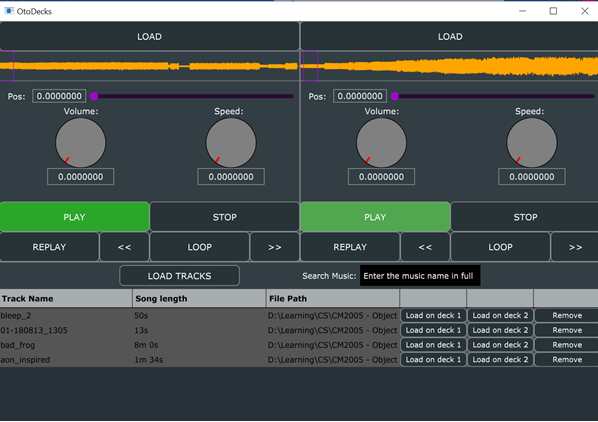 OtoDecks
LOAD LOAD
Pos: 0.0000000 Pos: 0.0000000
Volume: Speed: Volume: Speed:
0.0000000 0.0000000 0.0000000 0.0000000
PLAY STOP PLAY STOP
REPLAY << LOOP >> REPLAY << LOOP >>
LOAD TRACKS Search Music: Enter the music name in full
Track Name Song length File Path
bleep_2 50s D:\Learning\CS\CM2005 - Object Load on deck 1 Load on deck 2 Remove
01-180813_1305 13s D:\Learning\CS\CM2005 - Object Load on deck 1 Load on deck 2 Remove
bad_frog 8m 0s D:\Learning\CS\CM2005 - Object Load on deck 1 Load on deck 2 Remove
aon_inspired 1m 34s D:\Learning\CS\CM2005 - Object Load on deck 1 Load on deck 2 Remove